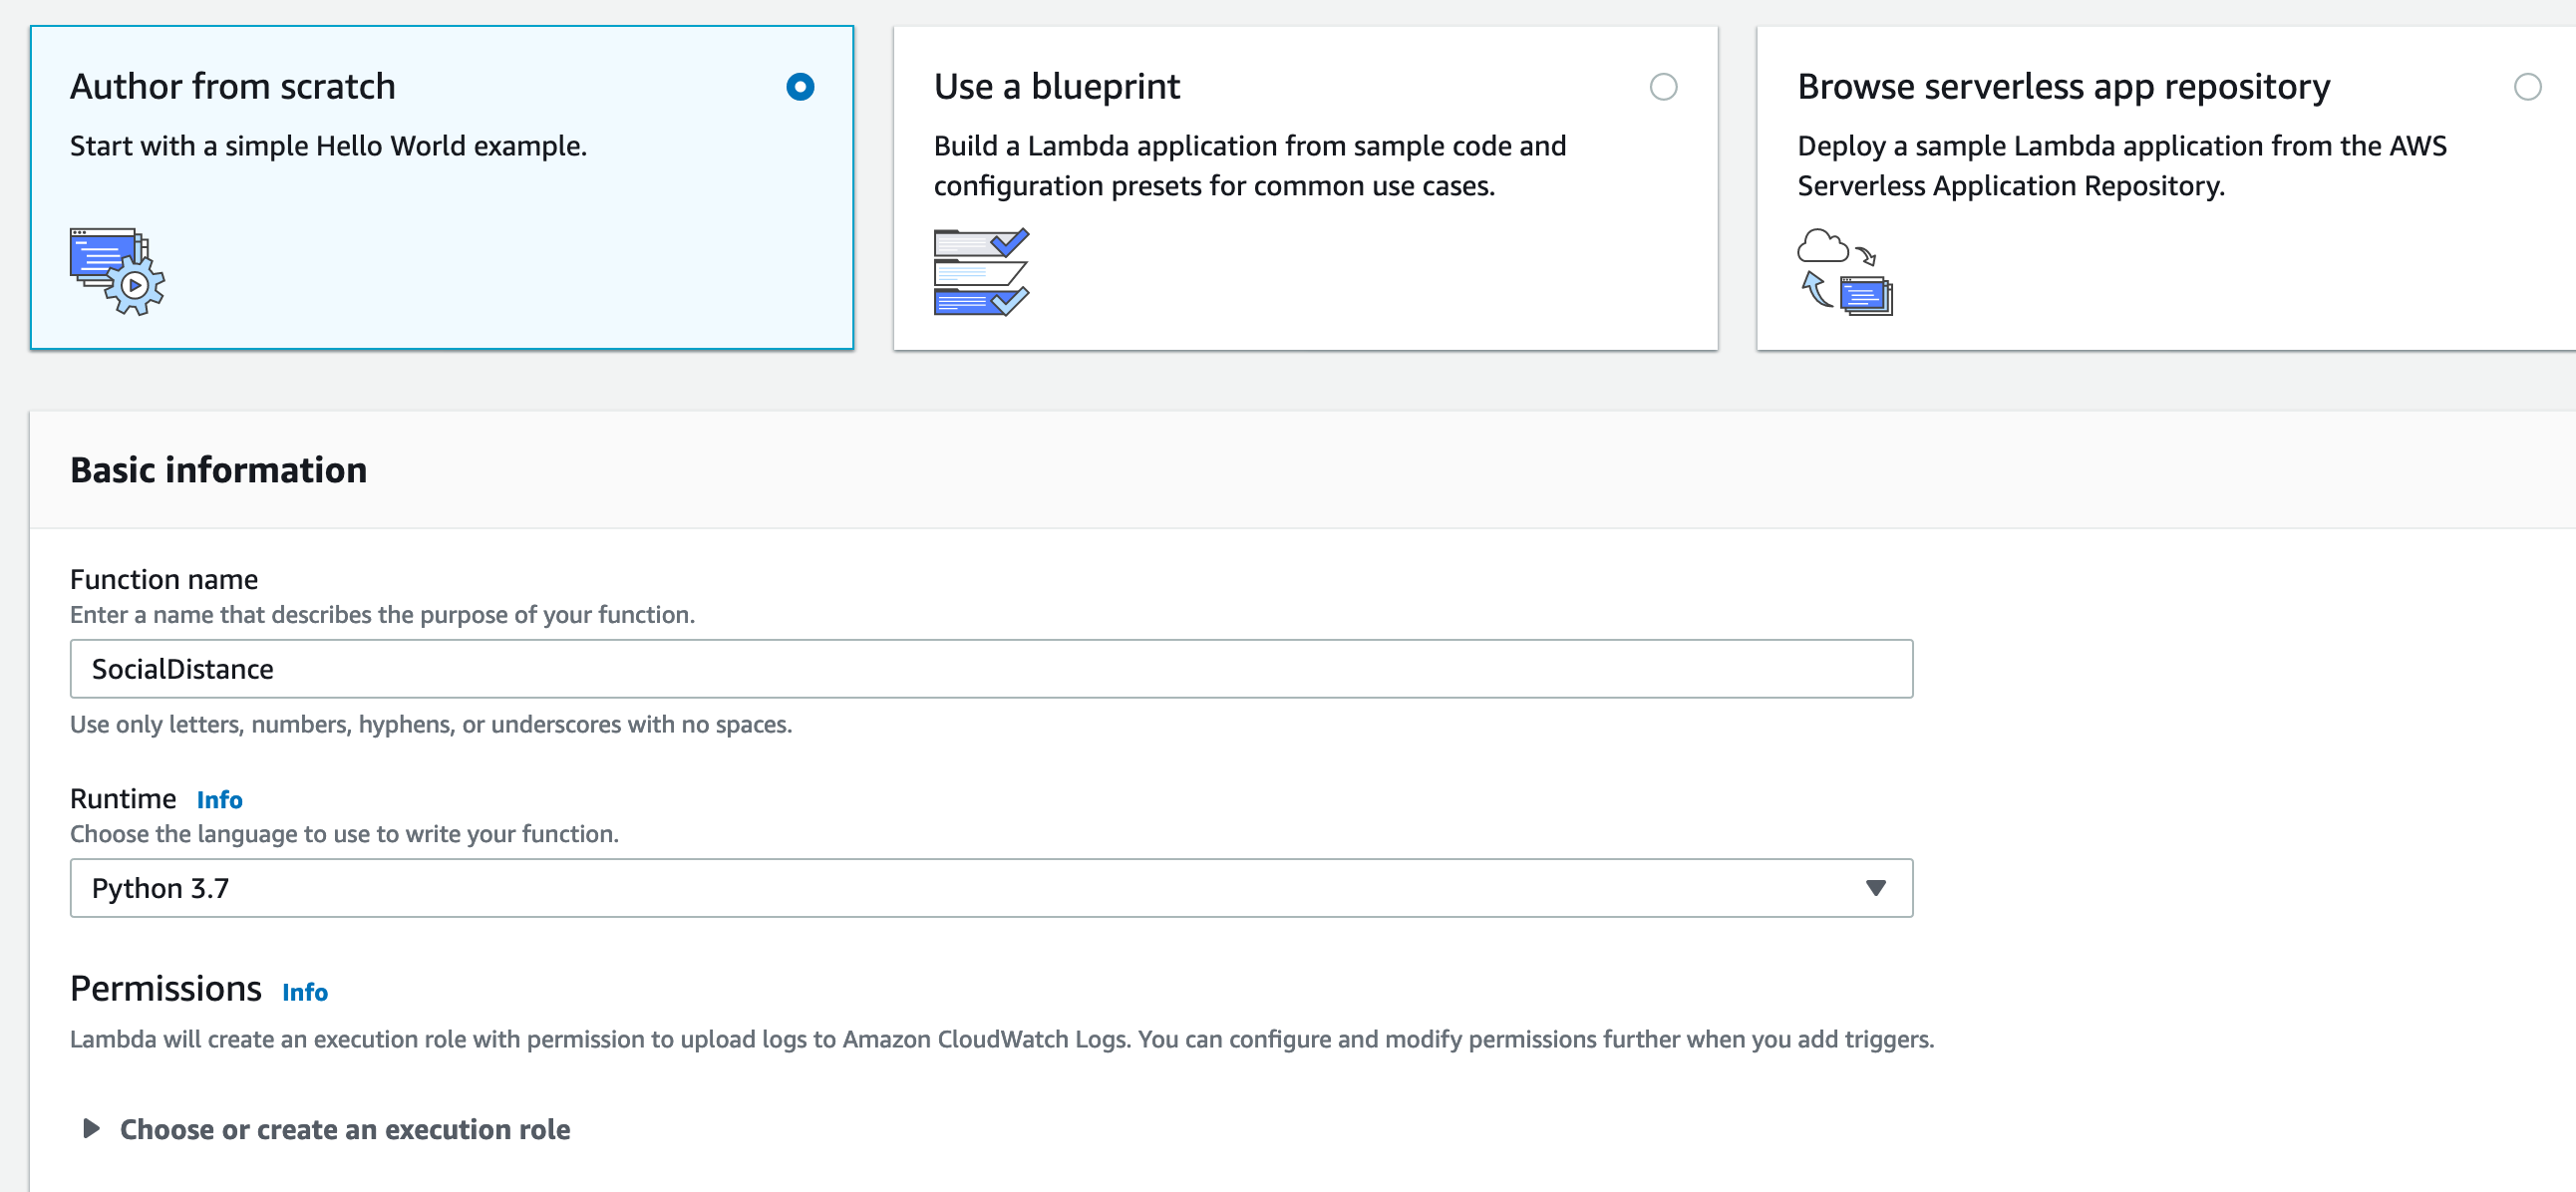 Author from scratch
Start with a simple Hello World example.
Use a blueprint
Build a Lambda application from sample code and
configuration presets for common use cases.
Browse serverless app repository
Deploy a sample Lambda application from the AWS
Serverless Application Repository.
Basic information
Function name
Enter a name that describes the purpose of your function.
SocialDistance
Use only letters, numbers, hyphens, or underscores with no spaces.
Runtime Info
Choose the language to use to write your function.
Python 3.7
Permissions Info
Lambda will create an execution role with permission to upload logs to Amazon CloudWatch Logs. You can configure and modify permissions further when you add triggers.
Choose or create an execution role